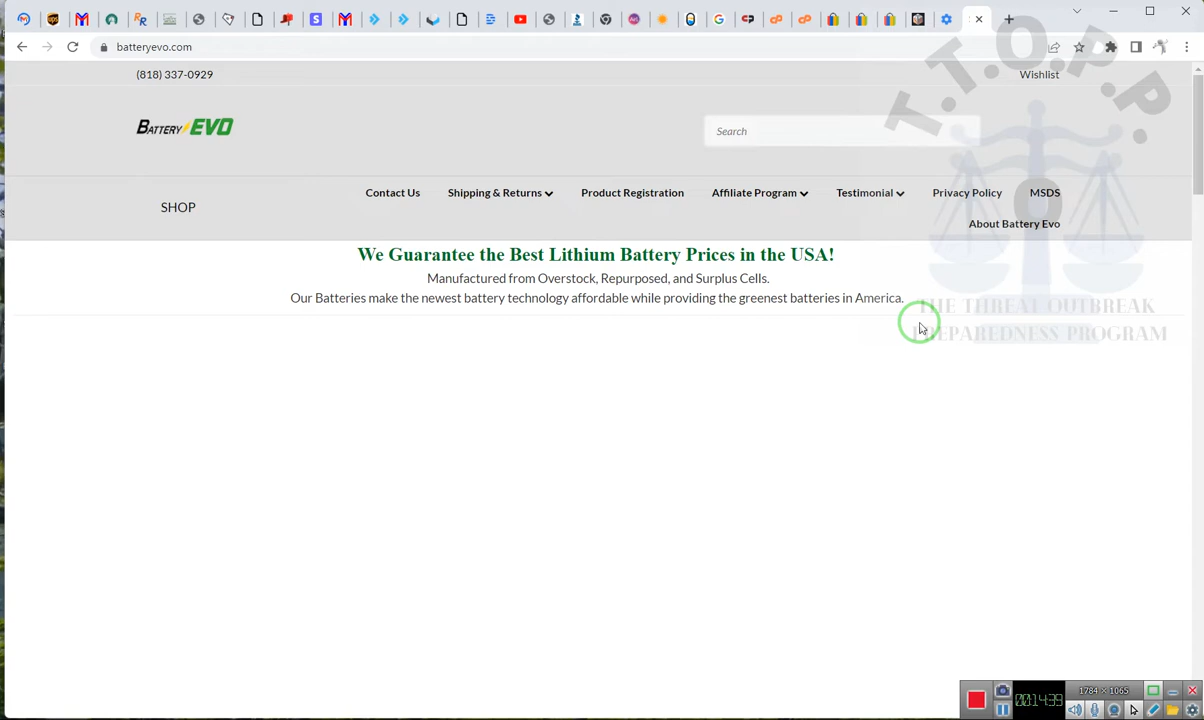 batteryevo.com
(818) 337-0929
Wishlist
T.T.O.P.P.
BATTERY EVO
Search
Contact Us Shipping & Returns Product Registration Affiliate Program Testimonial Privacy Policy MSDS
SHOP
About Battery Evo
We Guarantee the Best Lithium Battery Prices in the USA!
Manufactured from Overstock, Repurposed, and Surplus Cells.
Our Batteries make the newest battery technology affordable while providing the greenest batteries in America.
THE THREAT OUTBREAK
PREPAREDNESS PROGRAM
00:14:39
1784 × 1065